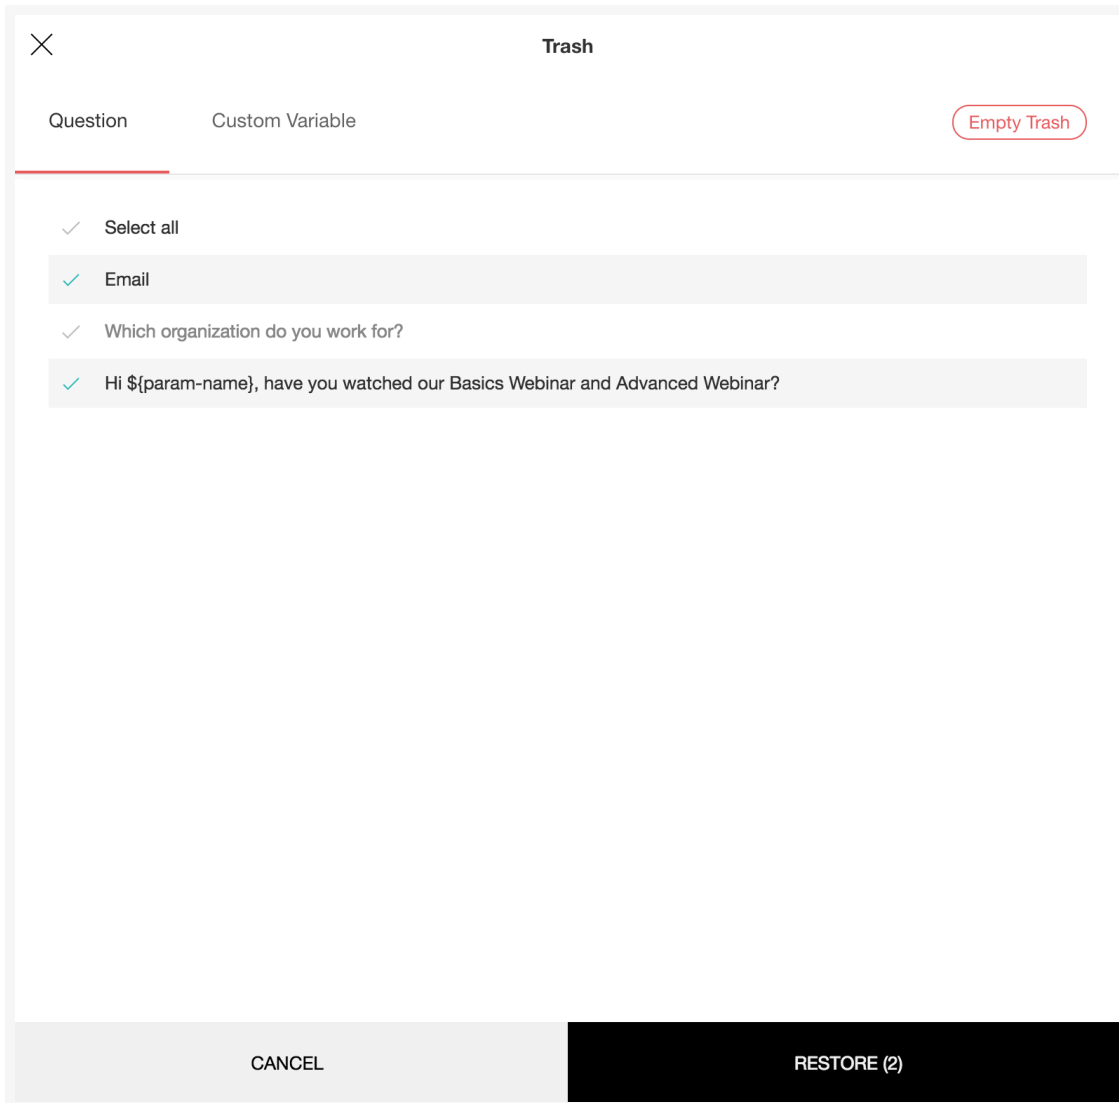 Trash
Question
Custom Variable
Empty Trash
Select all
Email
Which organization do you work for?
Hi ${param-name}, have you watched our Basics Webinar and Advanced Webinar?
CANCEL
RESTORE (2)